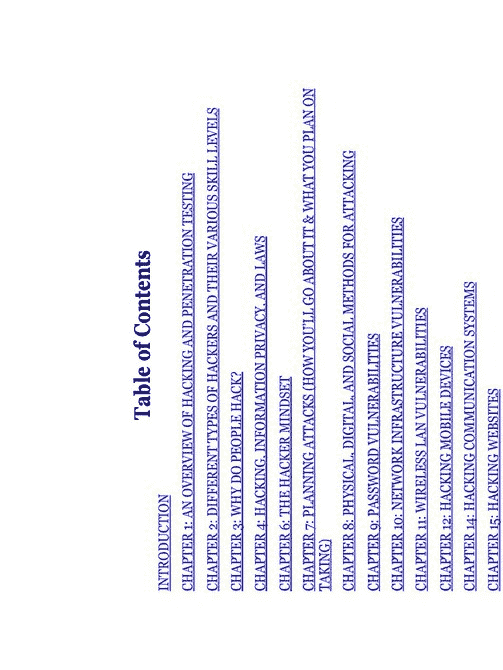 Table of Contents
INTRODUCTION
CHAPTER 1: AN OVERVIEW OF HACKING AND PENETRATION TESTING
CHAPTER 2: DIFFERENT TYPES OF HACKERS AND THEIR VARIOUS SKILL LEVELS
CHAPTER 3: WHY DO PEOPLE HACK?
CHAPTER 4: HACKING, INFORMATION PRIVACY, AND LAWS
CHAPTER 6: THE HACKER MINDSET
CHAPTER 7: PLANNING ATTACKS (HOW YOU'LL GO ABOUT IT & WHAT YOU PLAN ON
TAKING)
CHAPTER 8: PHYSICAL, DIGITAL, AND SOCIAL METHODS FOR ATTACKING
CHAPTER 9: PASSWORD VULNERABILITIES
CHAPTER 10: NETWORK INFRASTRUCTURE VULNERABILITIES
CHAPTER 11: WIRELESS LAN VULNERABILITIES
CHAPTER 12: HACKING MOBILE DEVICES
CHAPTER 14: HACKING COMMUNICATION SYSTEMS
CHAPTER 15: HACKING WEBSITES